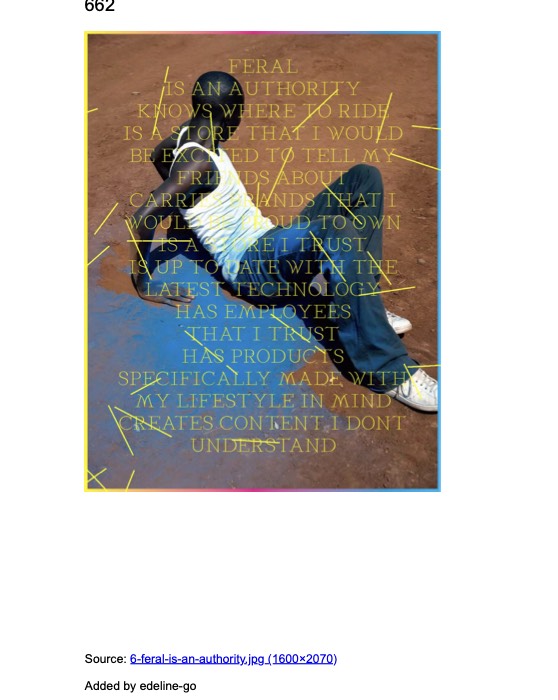 662
FERAL
IS AN AUTHORITY
KNOWS WHERE TO RIDE
IS A STORE THAT I WOULD
BE EXCITED TO TELL MY
FRIENDS ABOUT
CARRIES BRANDS THAT I
WOULD BE PROUD TO OWN
IS A STORE I TRUST
IS UP TO DATE WITH THE
LATEST TECHNOLOGY
HAS EMPLOYEES
THAT I TRUST
HAS PRODUCTS
SPECIFICALLY MADE WITH
MY LIFESTYLE IN MIND
CREATES CONTENT I DONT
UNDERSTAND
Source: 6-feral-is-an-authority.jpg (1600×2070)
Added by edeline-go